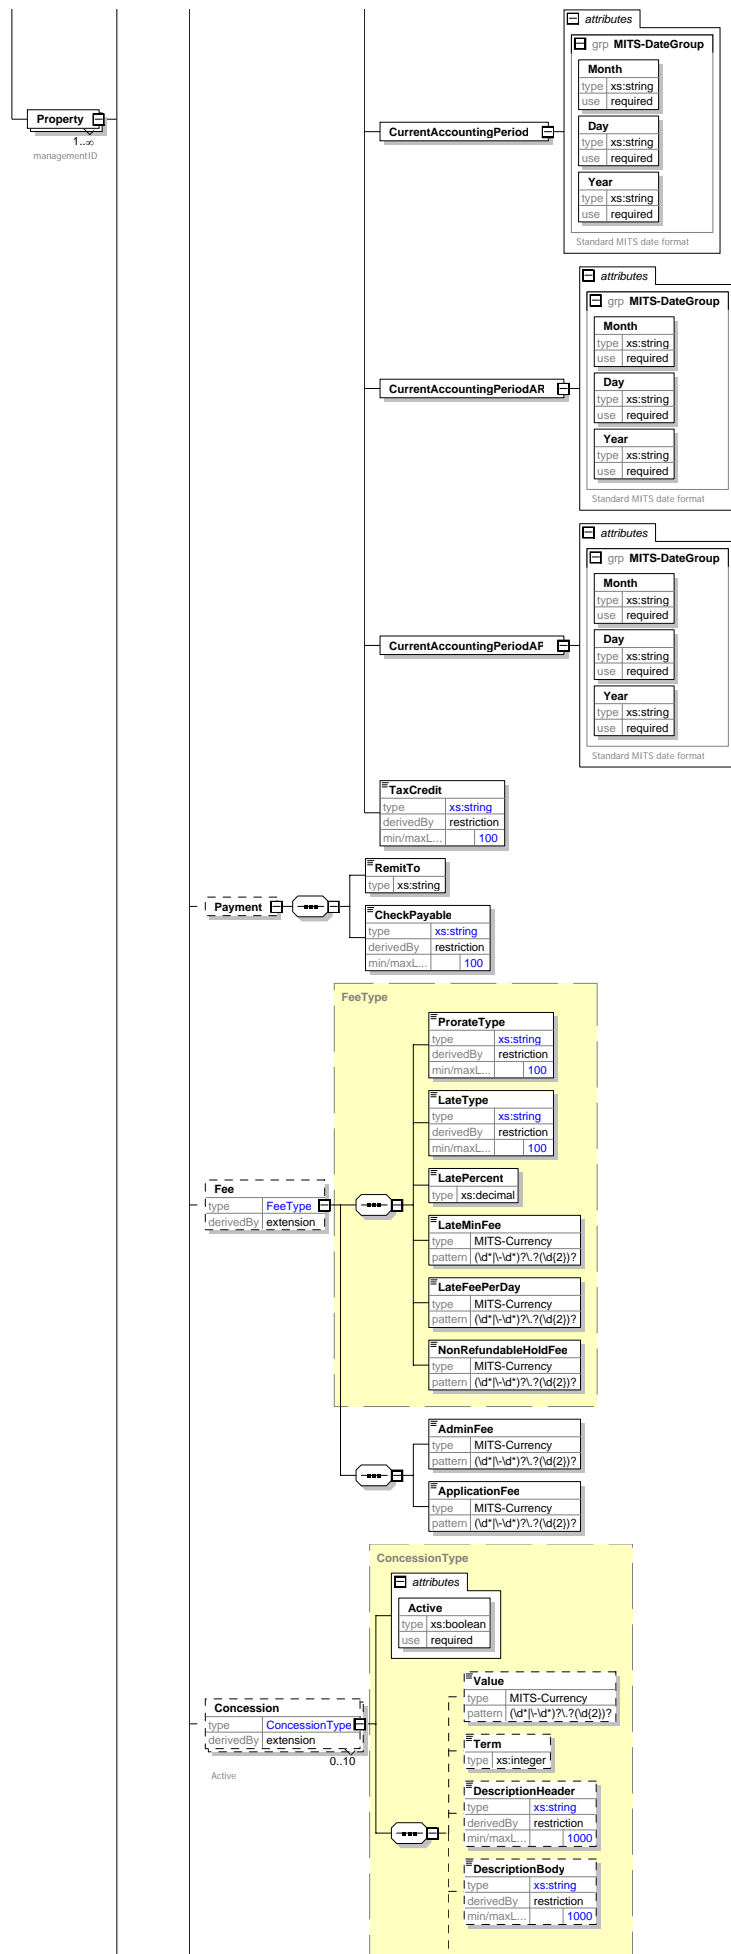 attributes
grp MITS-DateGroup
Month
type xs:string
use required
Day
type xs:string
use required
Year
type xs:string
use required
Standard MITS date format
Property
1..∞
managementID
CurrentAccountingPeriod
attributes
grp MITS-DateGroup
Month
type xs:string
use required
Day
type xs:string
use required
Year
type xs:string
use required
Standard MITS date format
CurrentAccountingPeriodAR
attributes
grp MITS-DateGroup
Month
type xs:string
use required
Day
type xs:string
use required
Year
type xs:string
use required
Standard MITS date format
CurrentAccountingPeriodAP
TaxCredit
type xs:string
derivedBy restriction
min/maxL... 100
Payment
RemitTo
type xs:string
CheckPayable
type xs:string
derivedBy restriction
min/maxL... 100
FeeType
ProrateType
type xs:string
derivedBy restriction
min/maxL... 100
LateType
type xs:string
derivedBy restriction
min/maxL... 100
Fee
type FeeType
derivedBy extension
LatePercent
type xs:decimal
LateMinFee
type MITS-Currency
pattern (\d*|\-\d*)?\.?(\d{2})?
LateFeePerDay
type MITS-Currency
pattern (\d*|\-\d*)?\.?(\d{2})?
NonRefundableHoldFee
type MITS-Currency
pattern (\d*|\-\d*)?\.?(\d{2})?
AdminFee
type MITS-Currency
pattern (\d*|\-\d*)?\.?(\d{2})?
ApplicationFee
type MITS-Currency
pattern (\d*|\-\d*)?\.?(\d{2})?
ConcessionType
attributes
Active
type xs:boolean
use required
Concession
type ConcessionType
derivedBy extension
0..10
Active
Value
type MITS-Currency
pattern (\d*|\-\d*)?\.?(\d{2})?
Term
type xs:integer
DescriptionHeader
type xs:string
derivedBy restriction
min/maxL... 1000
DescriptionBody
type xs:string
derivedBy restriction
min/maxL... 1000